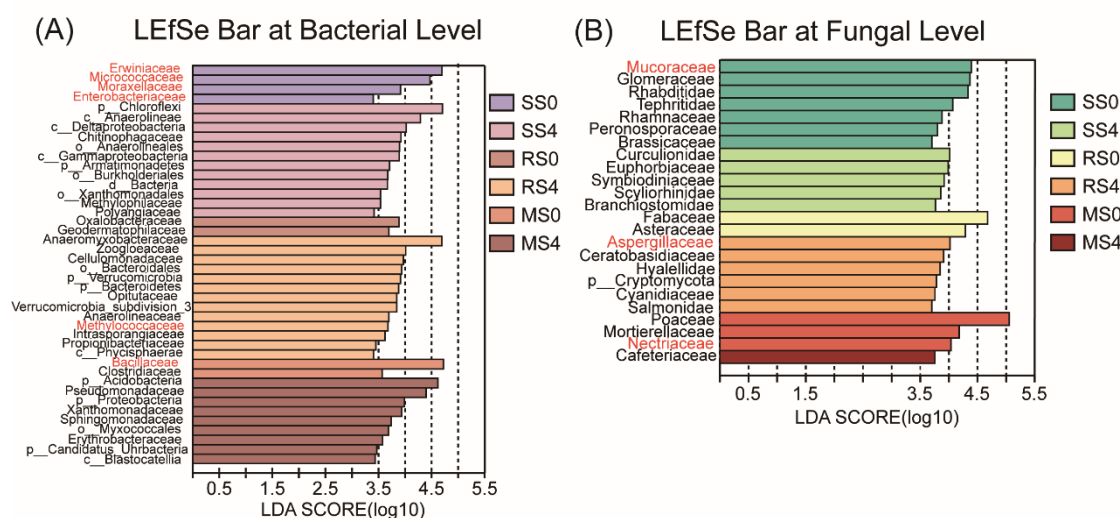 (A) LEfSe Bar at Bacterial Level
Erwiniaceae
Micrococcaceae
Moraxellaceae
Enterobacteriaceae
p__Chloroflexi
c__Anaerolineae
c__Deltaproteobacteria
Chitinophagaceae
o__Anaerolineales
c__Gammaproteobacteria
p__Armatimonadetes
o__Burkholderiales
d__Bacteria
o__Xanthomonadales
Methylophilaceae
Polyangiaceae
Oxalobacteraceae
Geodermatophilaceae
Anaeromyxobacteraceae
Zoogloeaceae
Cellulomonadaceae
o__Bacteroidales
p__Verrucomicrobia
p__Bacteroidetes
Opitutaceae
Verrucomicrobia_subdivision_3
Anaerolineaceae
Methylococcaceae
Intrasporangiaceae
Propionibacteriaceae
c__Phycisphaerae
Bacillaceae
Clostridiaceae
p__Acidobacteria
Pseudomonadaceae
p__Proteobacteria
Xanthomonadaceae
Sphingomonadaceae
o__Myxococcales
Erythrobacteraceae
p__Candidatus_Uhrbacteria
c__Blastocatellia
0.5 1.5 2.5 3.5 4.5 5.5
LDA SCORE(log10)
SS0
SS4
RS0
RS4
MS0
MS4
(B) LEfSe Bar at Fungal Level
Mucoraceae
Glomeraceae
Rhabditidae
Tephritidae
Rhamnaceae
Peronosporaceae
Brassicaceae
Curculionidae
Euphorbiaceae
Symbiodiniaceae
Scyliorhinidae
Branchiostomidae
Fabaceae
Asteraceae
Aspergillaceae
Ceratobasidiaceae
Hyalellidae
p__Cryptomycota
Cyanidiaceae
Salmonidae
Poaceae
Mortierellaceae
Nectriaceae
Cafeteriaceae
0.5 1.5 2.5 3.5 4.5 5.5
LDA SCORE(log10)
SS0
SS4
RS0
RS4
MS0
MS4